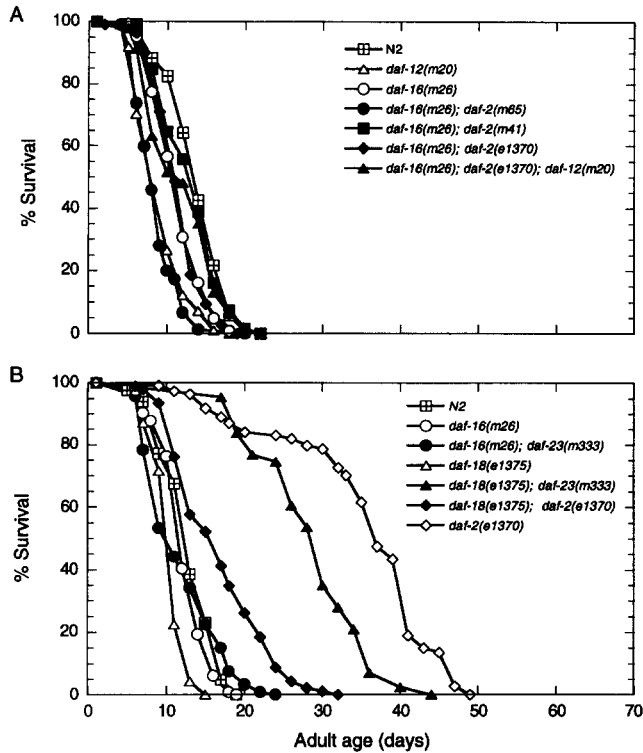 A
100
80
60
40
20
0
% Survival
N2
daf-12(m20)
daf-16(m26)
daf-16(m26); daf-2(m65)
daf-16(m26); daf-2(m41)
daf-16(m26); daf-2(e1370)
daf-16(m26); daf-2(e1370); daf-12(m20)
B
100
80
60
40
20
0
% Survival
N2
daf-16(m26)
daf-16(m26); daf-23(m333)
daf-18(e1375)
daf-18(e1375); daf-23(m333)
daf-18(e1375); daf-2(e1370)
daf-2(e1370)
0 10 20 30 40 50 60 70
Adult age (days)